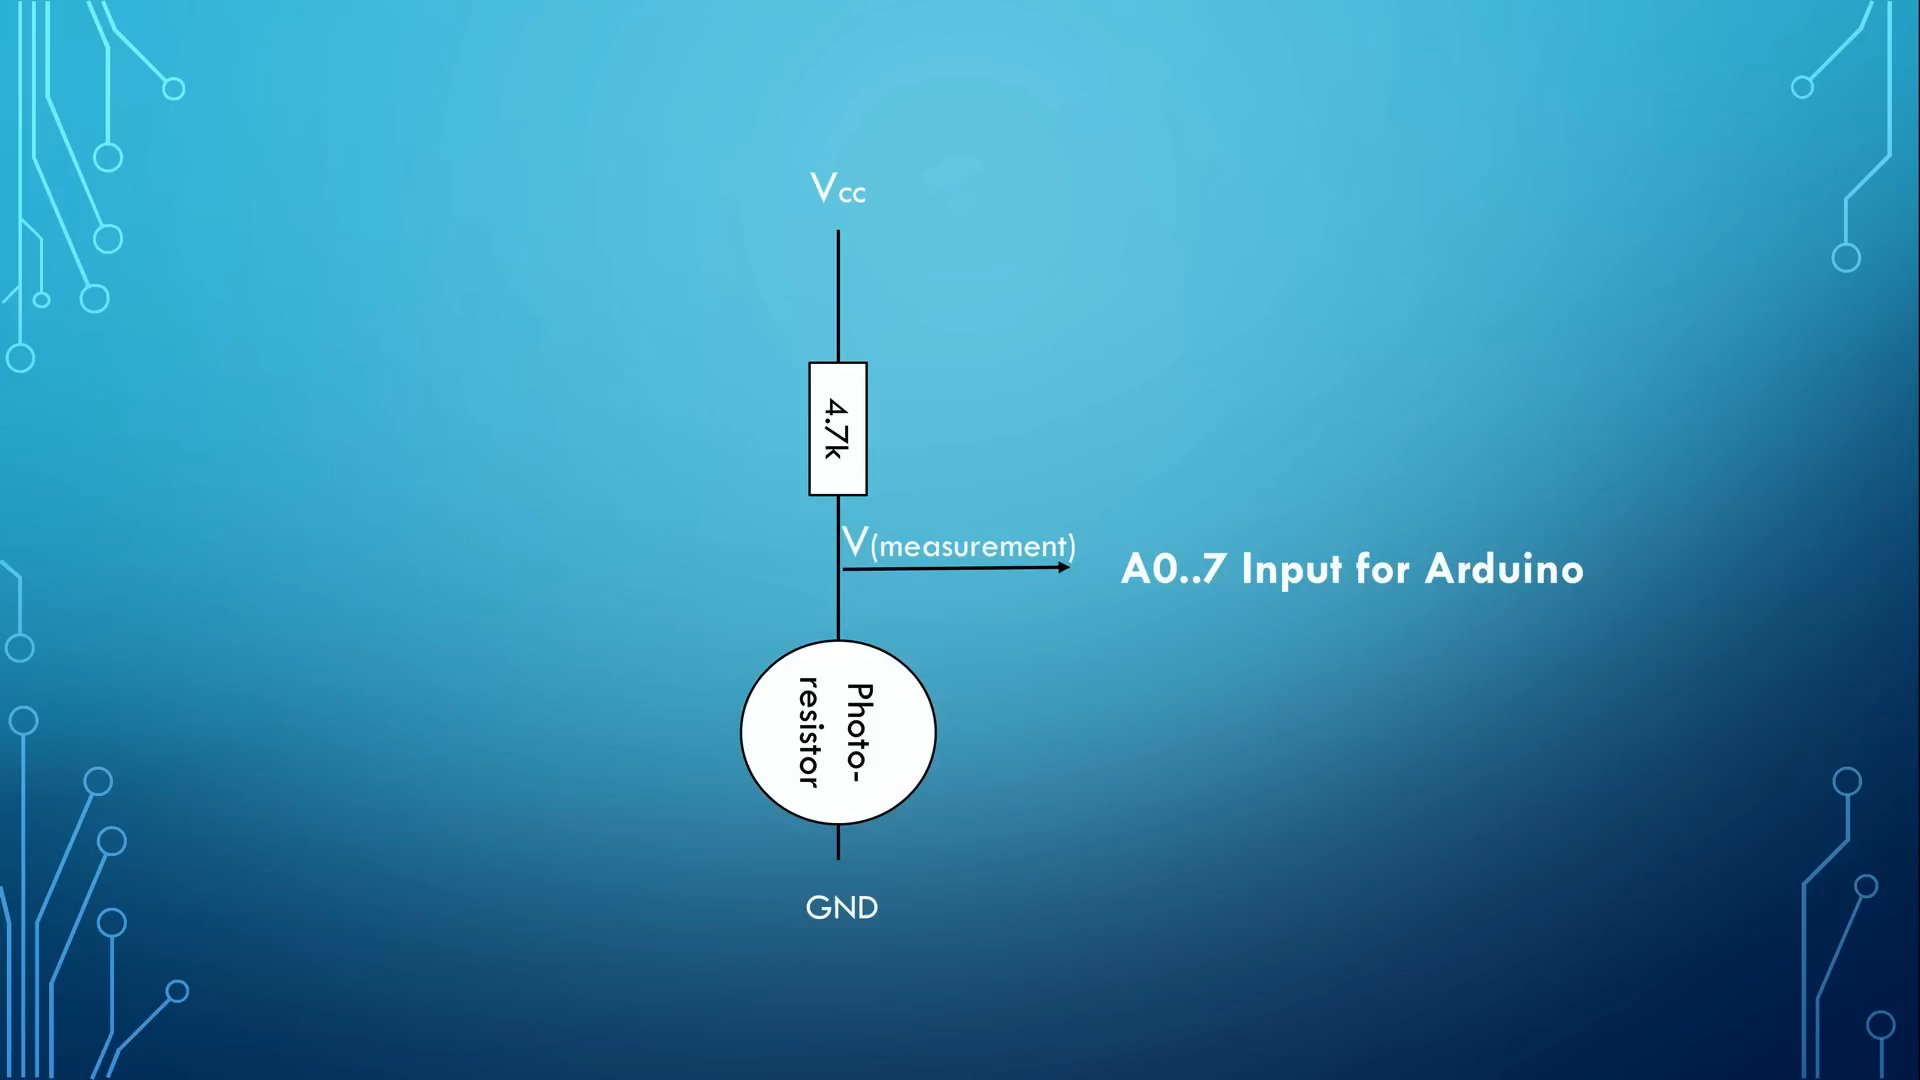 Vcc
4.7k
V(measurement)
A0..7 Input for Arduino
Photo-
resistor
GND